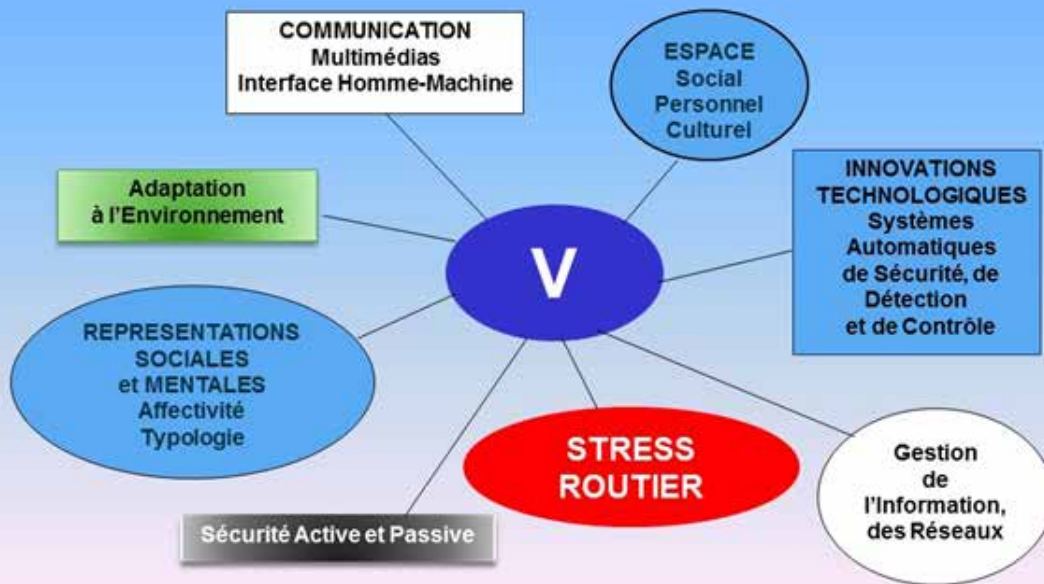 COMMUNICATION
Multimédias
Interface Homme-Machine
ESPACE
Social
Personnel
Culturel
Adaptation
à l'Environnement
INNOVATIONS
TECHNOLOGIQUES
Systèmes
Automatiques
de Sécurité, de
Détection
et de Contrôle
V
REPRESENTATIONS
SOCIALES
et MENTALES
Affectivité
Typologie
STRESS
ROUTIER
Gestion
de
l'Information,
des Réseaux
Sécurité Active et Passive